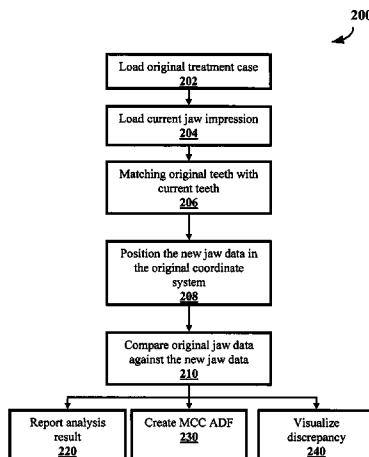 200
Load original treatment case
202
Load current jaw impression
204
Matching original teeth with
current teeth
206
Position the new jaw data in
the original coordinate
system
208
Compare original jaw data
against the new jaw data
210
Report analysis
result
220
Create MCC ADF
230
Visualize
discrepancy
240